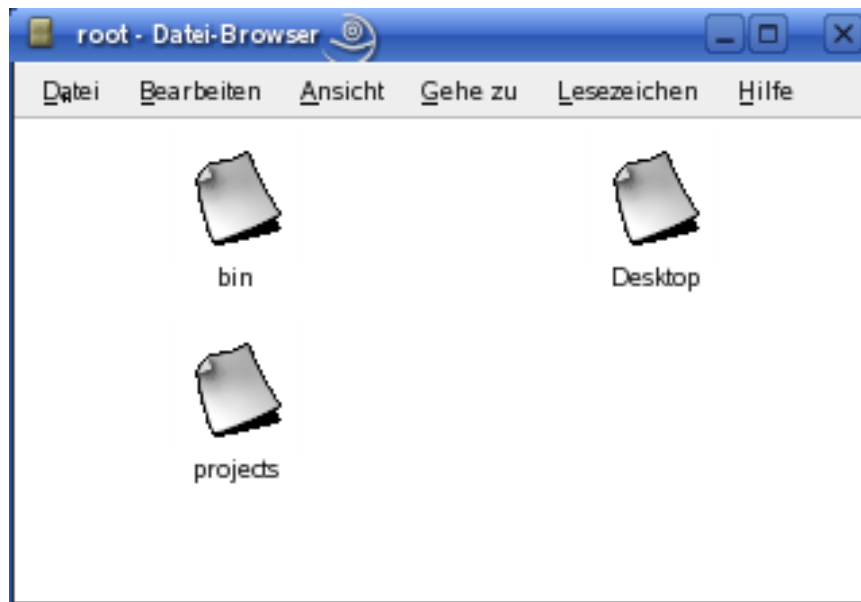 root - Datei-Browser
Datei Bearbeiten Ansicht Gehe zu Lesezeichen Hilfe
bin Desktop
projects